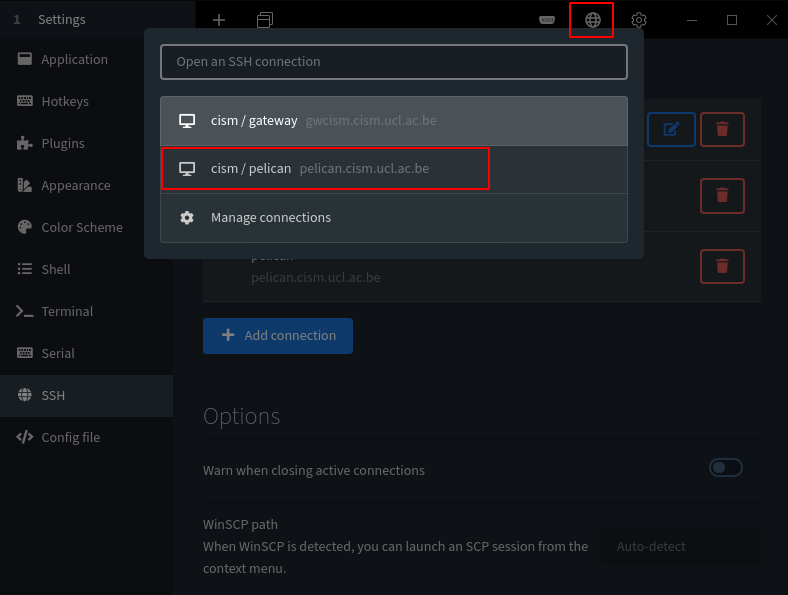 1 Settings
Open an SSH connection
cism / gateway gwcism.cism.ucl.ac.be
cism / pelican pelican.cism.ucl.ac.be
Manage connections
Application
Hotkeys
Plugins
Appearance
Color Scheme
Shell
Terminal
Serial
SSH
Config file
pelican
pelican.cism.ucl.ac.be
Add connection
Options
Warn when closing active connections
WinSCP path
When WinSCP is detected, you can launch an SCP session from the
context menu.
Auto-detect